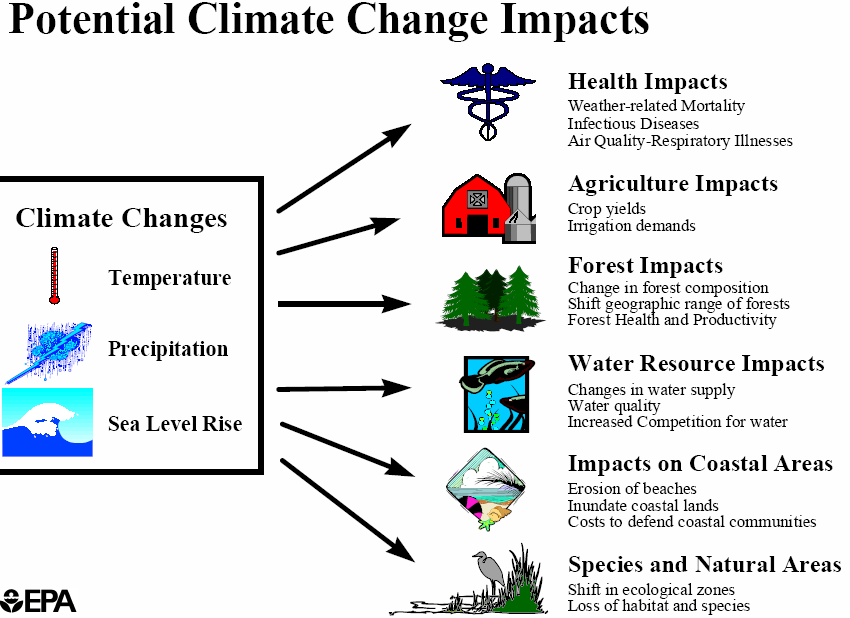 Potential Climate Change Impacts
Climate Changes
Temperature
Precipitation
Sea Level Rise
Health Impacts
Weather-related Mortality
Infectious Diseases
Air Quality-Respiratory Illnesses
Agriculture Impacts
Crop yields
Irrigation demands
Forest Impacts
Change in forest composition
Shift geographic range of forests
Forest Health and Productivity
Water Resource Impacts
Changes in water supply
Water quality
Increased Competition for water
Impacts on Coastal Areas
Erosion of beaches
Inundate coastal lands
Costs to defend coastal communities
Species and Natural Areas
Shift in ecological zones
Loss of habitat and species
EPA